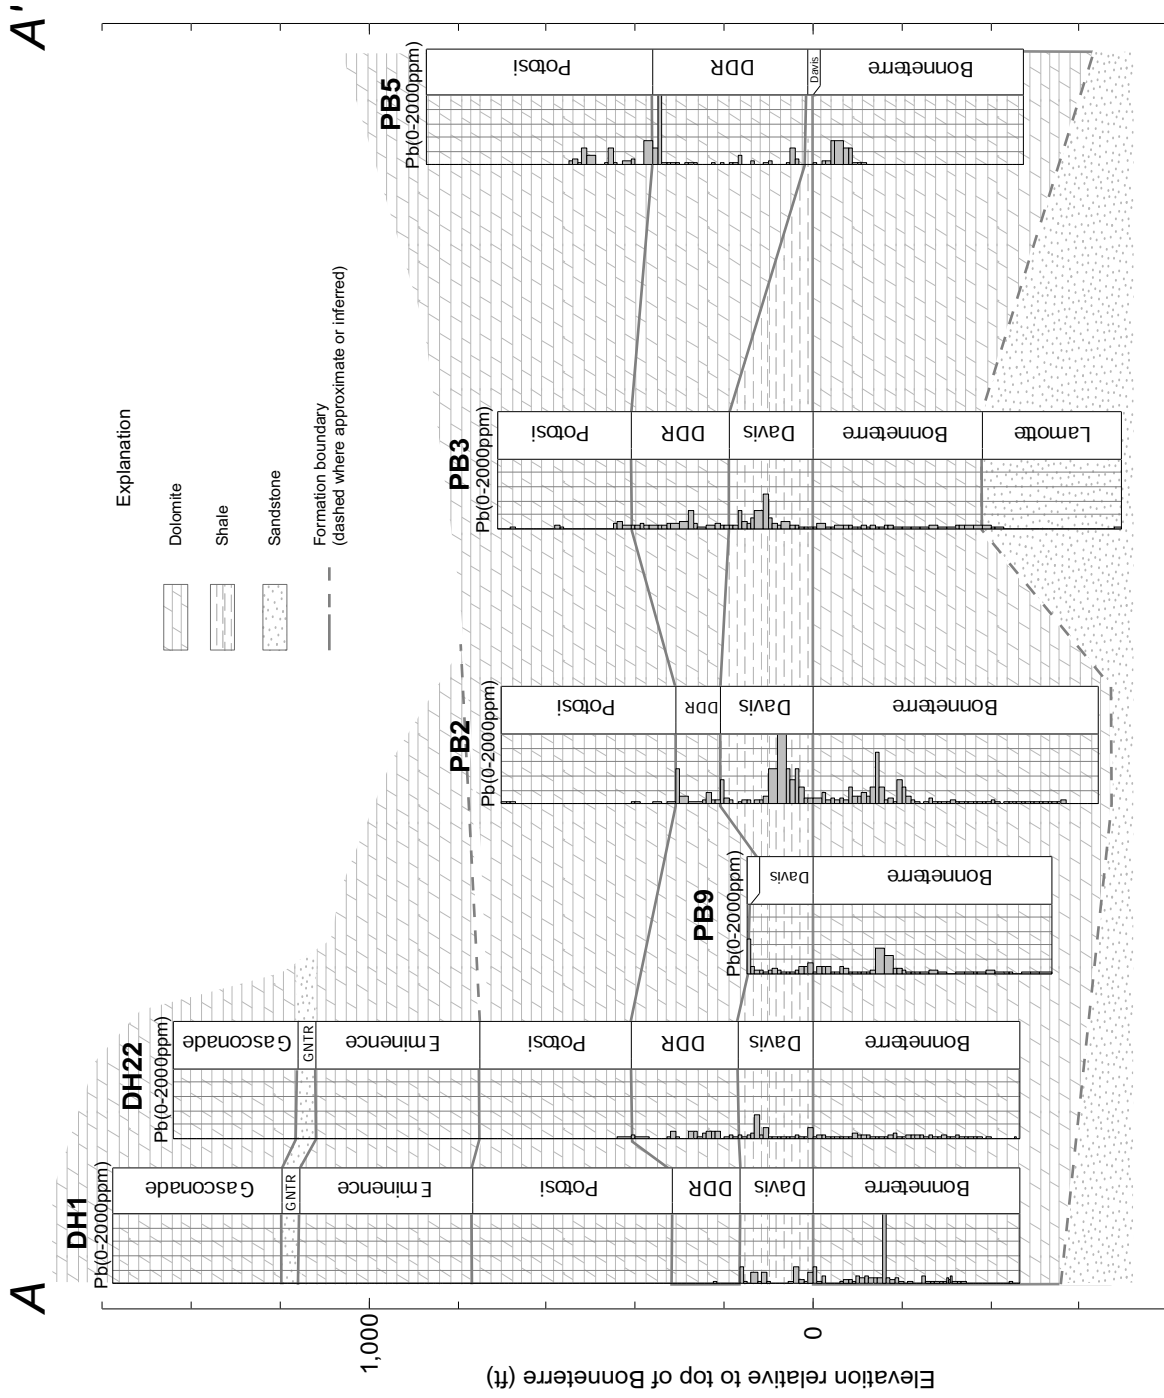 A
A'
Explanation
Dolomite
Shale
Sandstone
Formation boundary
(dashed where approximate or inferred)
DH1
Pb(0-2000ppm)
Gasconade
GNTR
Eminence
Potosi
DDR
Davis
Bonneterre
DH22
Pb(0-2000ppm)
Gasconade
GNTR
Eminence
Potosi
DDR
Davis
Bonneterre
PB9
Pb(0-2000ppm)
Davis
Bonneterre
PB2
Pb(0-2000ppm)
Potosi
DDR
Davis
Bonneterre
PB3
Pb(0-2000ppm)
Potosi
DDR
Davis
Bonneterre
Lamotte
PB5
Pb(0-2000ppm)
Potosi
DDR
Davis
Bonneterre
1,000
0
Elevation relative to top of Bonneterre (ft)